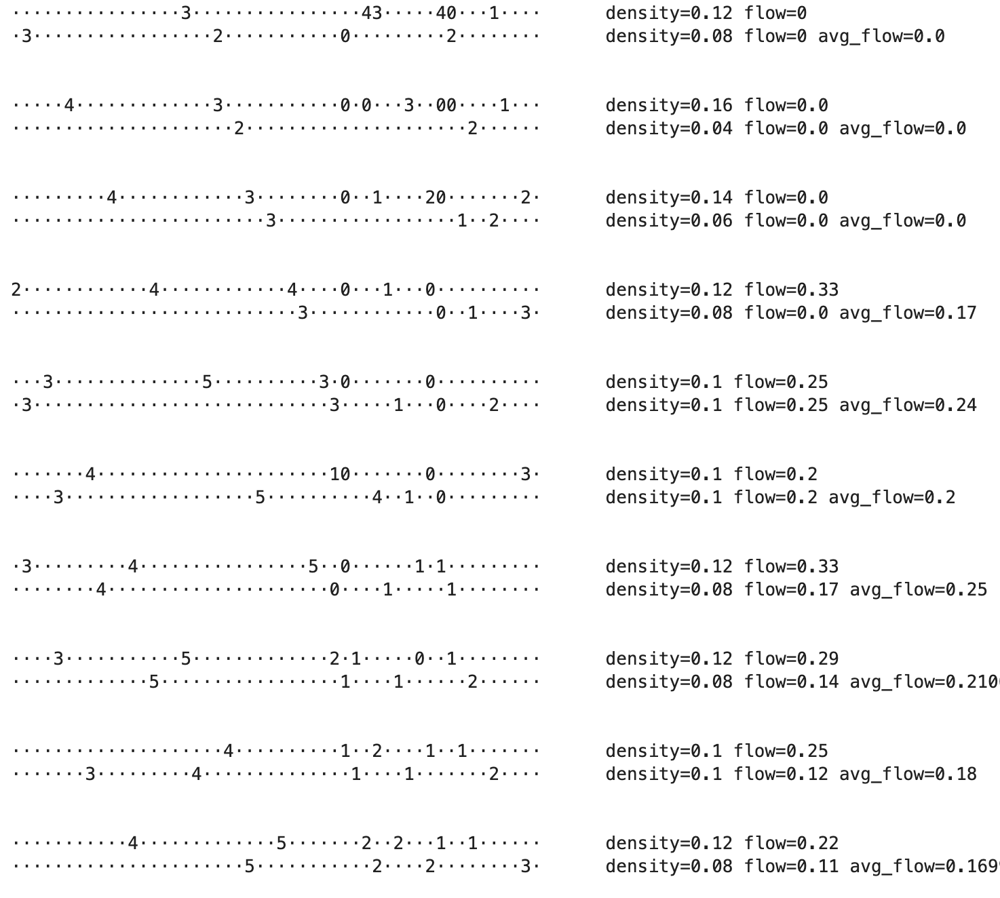 ················3················43·····40···1···· density=0.12 flow=0
·3·················2···········0·········2········ density=0.08 flow=0 avg_flow=0.0
·····4·············3···········0·0···3··00····1··· density=0.16 flow=0.0
·····················2·····················2······ density=0.04 flow=0.0 avg_flow=0.0
·········4············3········0··1····20·······2· density=0.14 flow=0.0
························3·················1··2···· density=0.06 flow=0.0 avg_flow=0.0
2············4············4····0···1···0·········· density=0.12 flow=0.33
···························3············0··1····3· density=0.08 flow=0.0 avg_flow=0.17
···3··············5··········3·0·······0·········· density=0.1 flow=0.25
·3····························3·····1···0····2···· density=0.1 flow=0.25 avg_flow=0.24
·······4······················10·······0········3· density=0.1 flow=0.2
····3··················5··········4··1··0········· density=0.1 flow=0.2 avg_flow=0.2
·3·········4················5··0······1·1········· density=0.12 flow=0.33
········4·····················0····1·····1········ density=0.08 flow=0.17 avg_flow=0.25
····3···········5·············2·1·····0··1········ density=0.12 flow=0.29
·············5·················1····1······2······ density=0.08 flow=0.14 avg_flow=0.210
····················4··········1··2····1··1······· density=0.1 flow=0.25
·······3·········4··············1····1·······2···· density=0.1 flow=0.12 avg_flow=0.18
···········4·············5·······2··2···1··1······ density=0.12 flow=0.22
······················5···········2····2········3· density=0.08 flow=0.11 avg_flow=0.169